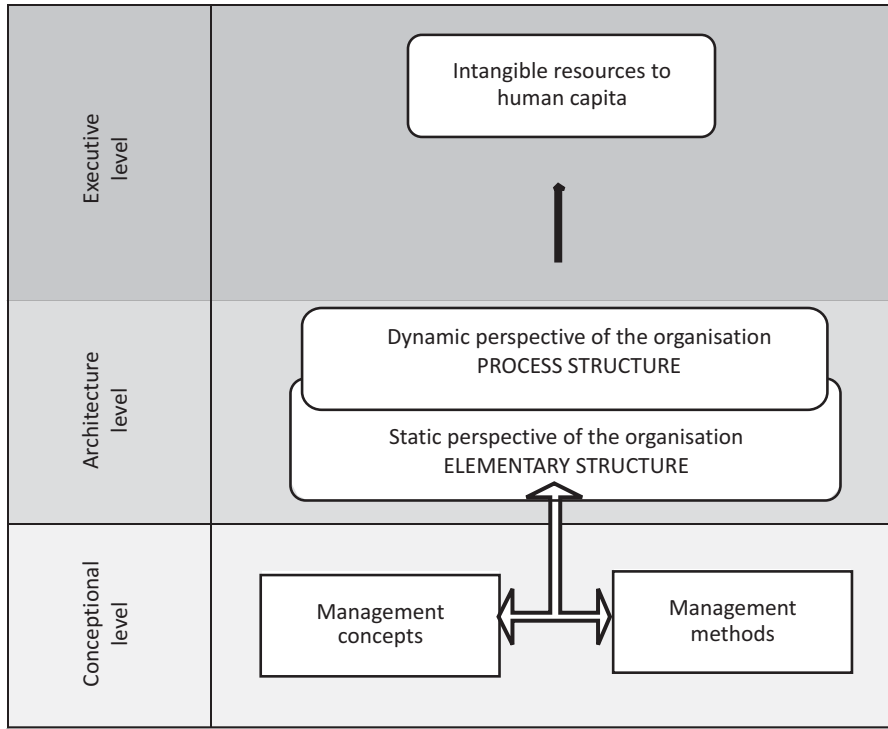 Executive
level
Intangible resources to
human capita
Architecture
level
Dynamic perspective of the organisation
PROCESS STRUCTURE
Static perspective of the organisation
ELEMENTARY STRUCTURE
Conceptional
level
Management
concepts
Management
methods